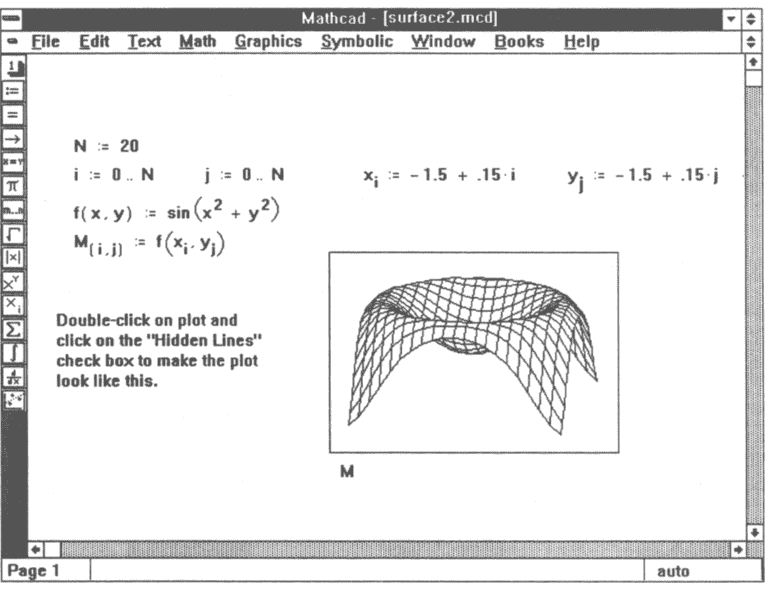 Mathcad - [surface2.mcd]
File Edit Text Math Graphics Symbolic Window Books Help
N := 20
i := 0 .. N j := 0 .. N x_i := -1.5 + .15·i y_j := -1.5 + .15·j
f(x, y) := sin(x² + y²)
M_(i,j) := f(x_i, y_j)
Double-click on plot and
click on the "Hidden Lines"
check box to make the plot
look like this.
M
Page 1 auto